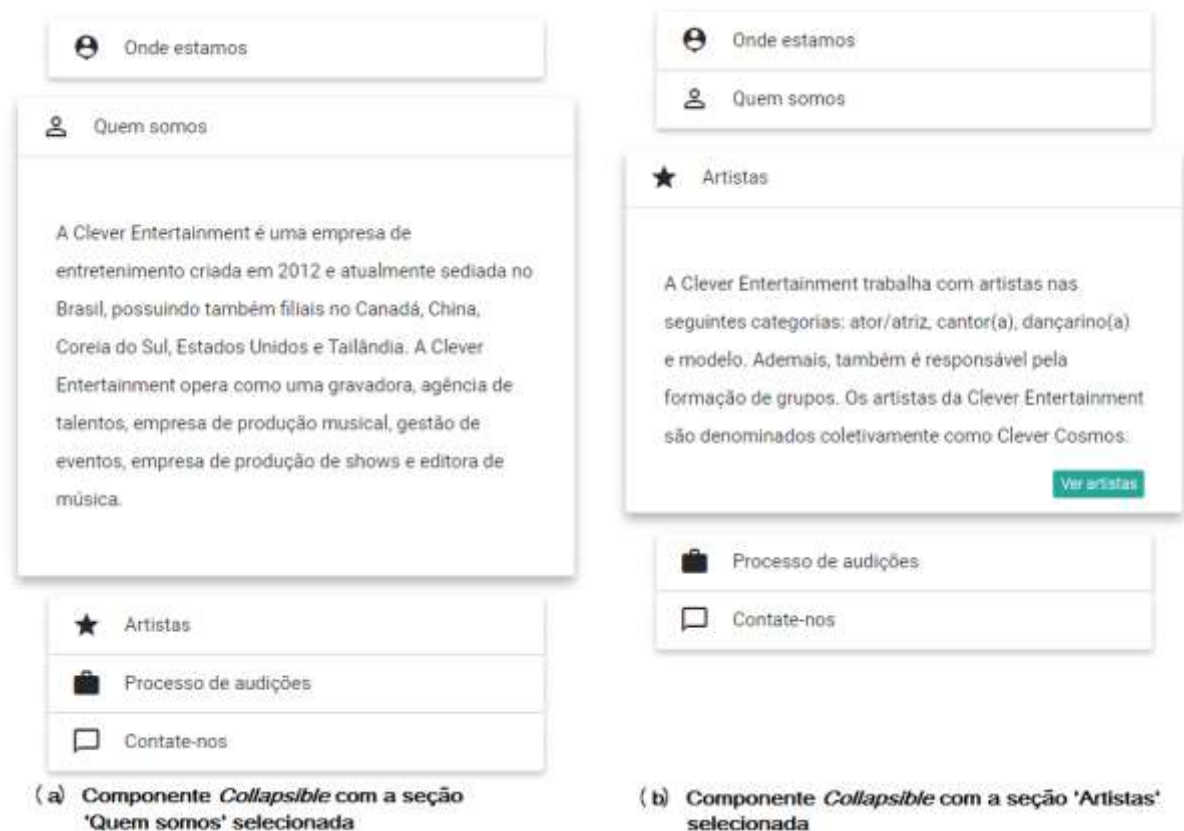 Onde estamos
Quem somos
A Clever Entertainment é uma empresa de
entretenimento criada em 2012 e atualmente sediada no
Brasil, possuindo também filiais no Canadá, China,
Coreia do Sul, Estados Unidos e Tailândia. A Clever
Entertainment opera como uma gravadora, agência de
talentos, empresa de produção musical, gestão de
eventos, empresa de produção de shows e editora de
música.
Artistas
Processo de audições
Contate-nos
(a) Componente Collapsible com a seção
'Quem somos' selecionada
Onde estamos
Quem somos
Artistas
A Clever Entertainment trabalha com artistas nas
seguintes categorias: ator/atriz, cantor(a), dançarino(a)
e modelo. Ademais, também é responsável pela
formação de grupos. Os artistas da Clever Entertainment
são denominados coletivamente como Clever Cosmos.
Ver artistas
Processo de audições
Contate-nos
(b) Componente Collapsible com a seção 'Artistas'
selecionada